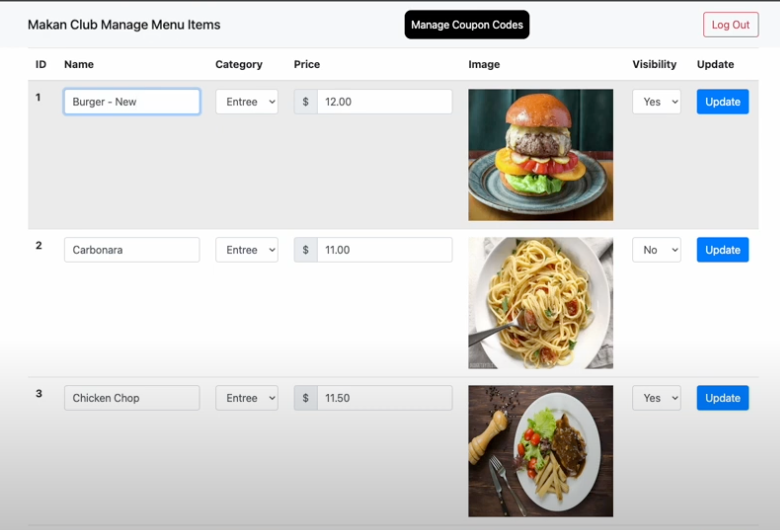 Makan Club Manage Menu Items Manage Coupon Codes Log Out
ID Name Category Price Image Visibility Update
1 Burger - New Entree $ 12.00 Yes Update
2 Carbonara Entree $ 11.00 No Update
3 Chicken Chop Entree $ 11.50 Yes Update